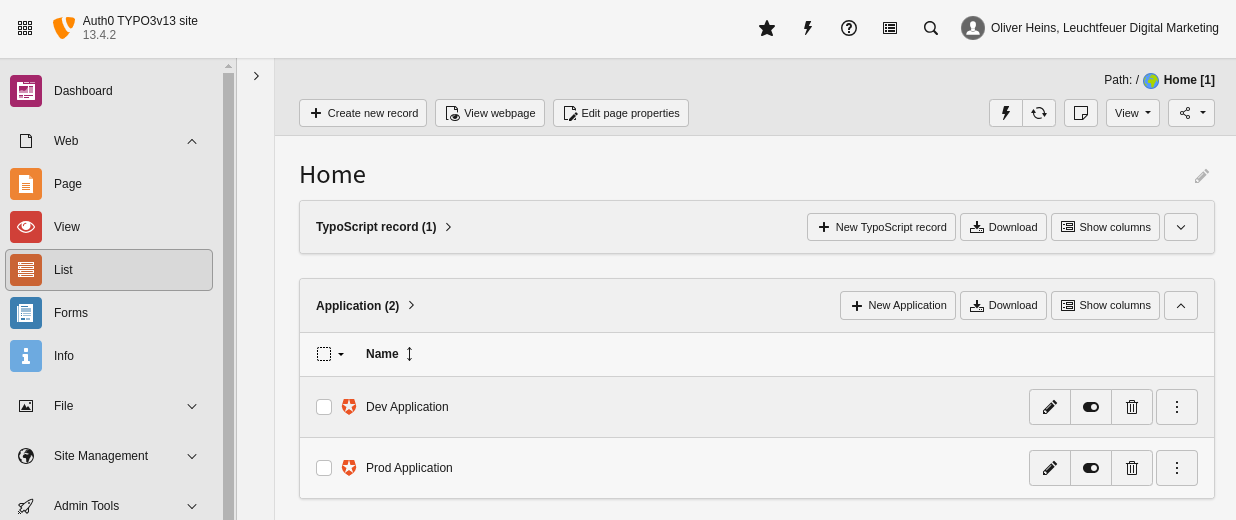 Auth0 TYPO3v13 site
13.4.2
Oliver Heins, Leuchtfeuer Digital Marketing
Dashboard
Web
Page
View
List
Forms
Info
File
Site Management
Admin Tools
Path: / Home [1]
Create new record View webpage Edit page properties View
Home
TypoScript record (1) New TypoScript record Download Show columns
Application (2) New Application Download Show columns
Name
Dev Application
Prod Application